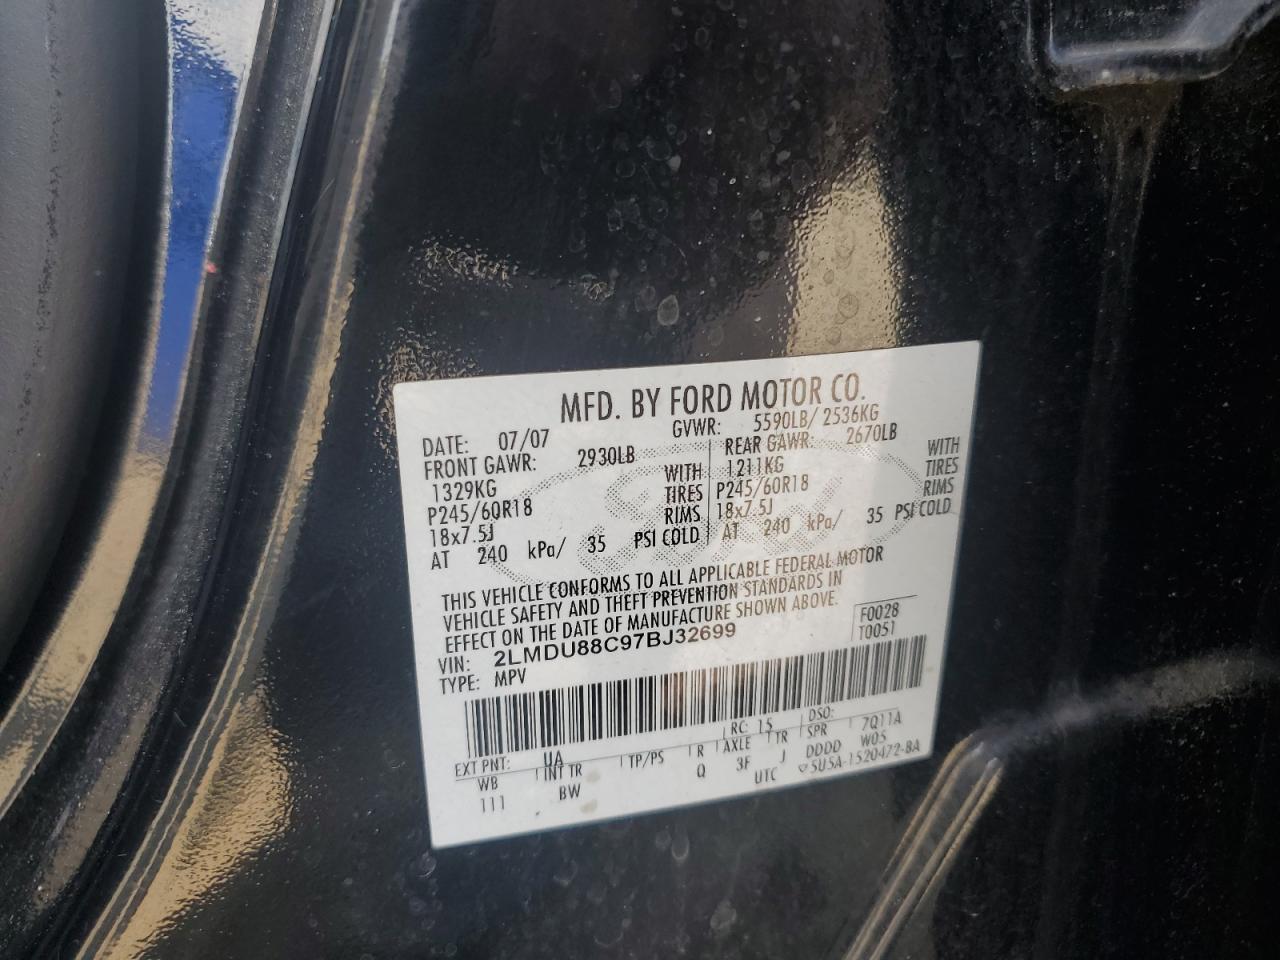 MFD. BY FORD MOTOR CO.
DATE: 07/07 GVWR: 5590LB/ 2536KG
FRONT GAWR: 2930LB REAR GAWR: 2670LB
1329KG WITH 1211KG WITH
P245/60R18 TIRES P245/60R18 TIRES
18x7.5J RIMS 18x7.5J RIMS
AT 240 kPa/ 35 PSI COLD AT 240 kPa/ 35 PSI COLD
THIS VEHICLE CONFORMS TO ALL APPLICABLE FEDERAL MOTOR
VEHICLE SAFETY AND THEFT PREVENTION STANDARDS IN
EFFECT ON THE DATE OF MANUFACTURE SHOWN ABOVE.
VIN: 2LMDU88C97BJ32699 F0028
TYPE: MPV T0051
EXT PNT: UA RC: 15 DSO:
WB INT TR TP/PS R AXLE TR SPR 7Q11A
111 BW Q 3F J DDDD W05
UTC 5U5A-1520472-BA